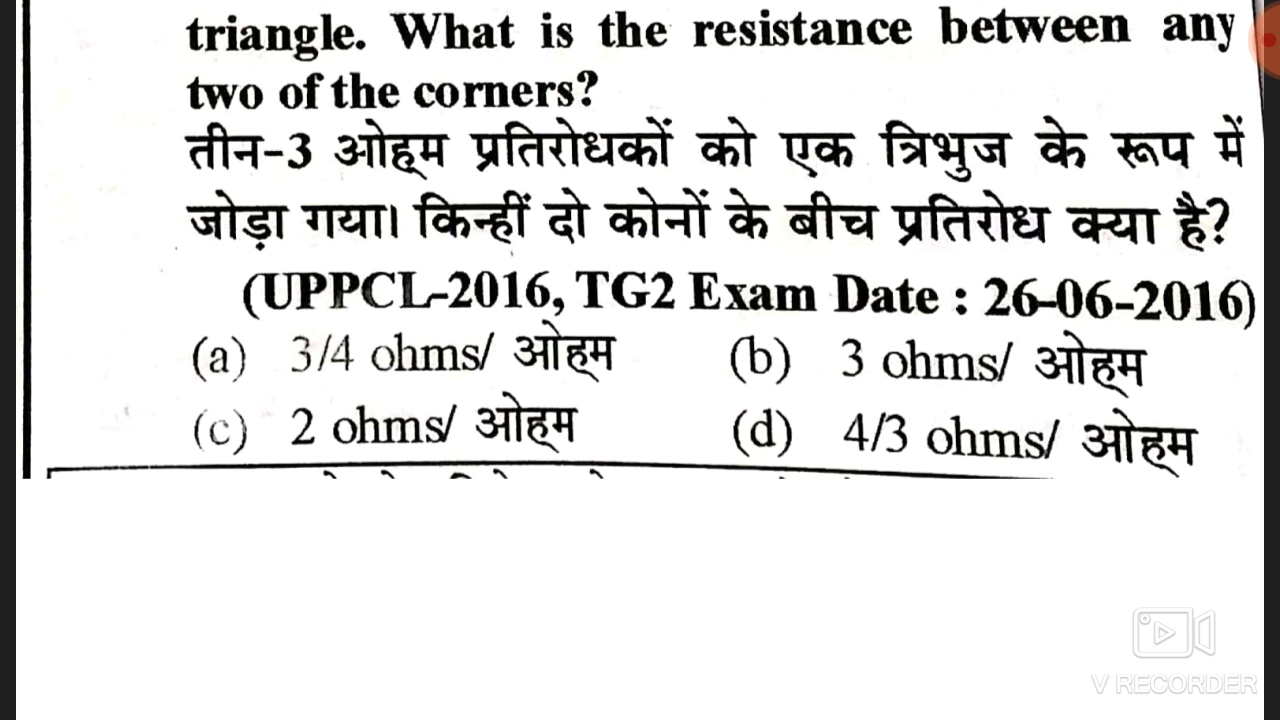 triangle. What is the resistance between any
two of the corners?
तीन-3 ओह्म प्रतिरोधकों को एक त्रिभुज के रूप में
जोड़ा गया। किन्हीं दो कोनों के बीच प्रतिरोध क्या है?
(UPPCL-2016, TG2 Exam Date : 26-06-2016)
(a) 3/4 ohms/ ओह्म (b) 3 ohms/ ओह्म
(c) 2 ohms/ ओह्म (d) 4/3 ohms/ ओह्म
V RECORDER